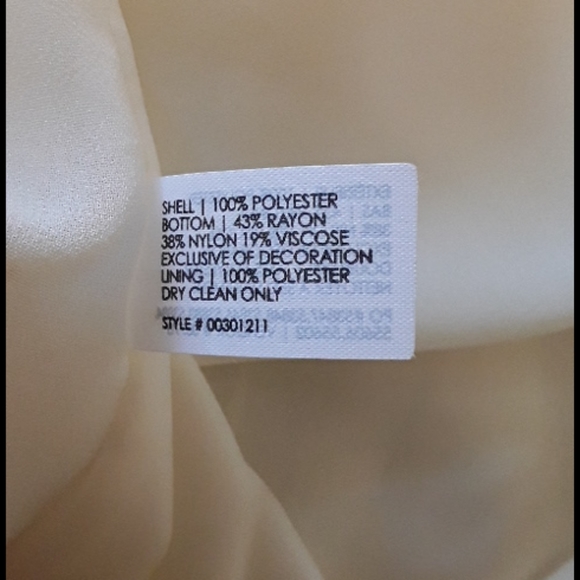 SHELL | 100% POLYESTER
BOTTOM | 43% RAYON
38% NYLON 19% VISCOSE
EXCLUSIVE OF DECORATION
LINING | 100% POLYESTER
DRY CLEAN ONLY
STYLE # 00301211